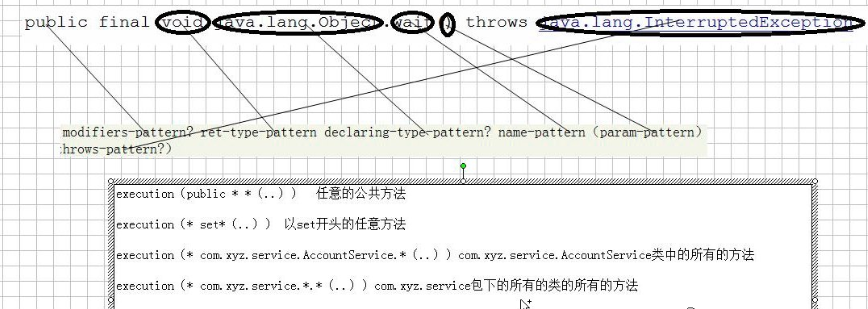 public final void java.lang.Object.wait() throws java.lang.InterruptedException
modifiers-pattern? ret-type-pattern declaring-type-pattern? name-pattern (param-pattern)
throws-pattern?)
execution (public * * (..) ) 任意的公共方法
execution (* set* (..) ) 以set开头的任意方法
execution (* com.xyz.service.AccountService.* (..) ) com.xyz.service.AccountService类中的所有的方法
execution (* com.xyz.service.*.* (..) ) com.xyz.service包下的所有的类的所有的方法